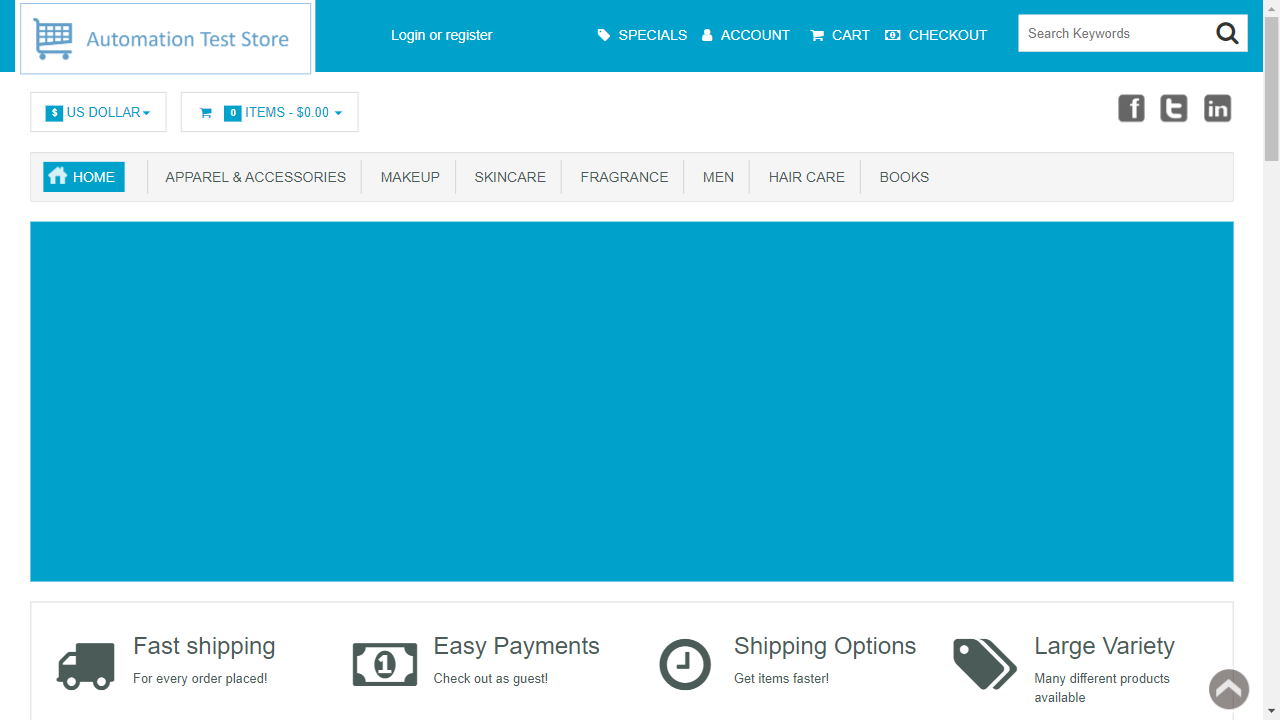 Automation Test Store
Login or register
SPECIALS
ACCOUNT
CART
CHECKOUT
Search Keywords
$ US DOLLAR
0 ITEMS - $0.00
f t in
HOME
APPAREL & ACCESSORIES
MAKEUP
SKINCARE
FRAGRANCE
MEN
HAIR CARE
BOOKS
Fast shipping
For every order placed!
1
Easy Payments
Check out as guest!
Shipping Options
Get items faster!
Large Variety
Many different products
available